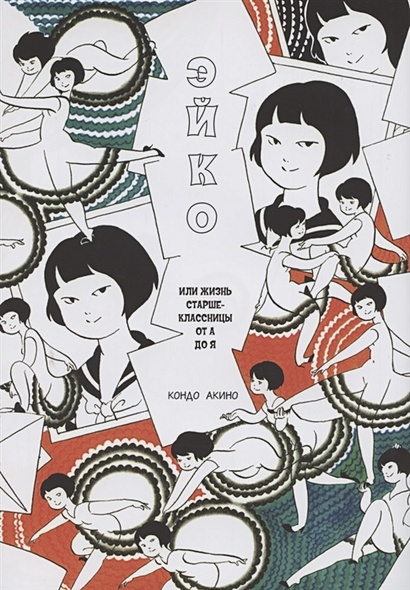 ЭЙКО
ИЛИ ЖИЗНЬ
СТАРШЕ-
КЛАССНИЦЫ
ОТ А
ДО Я
КОНДО АКИНО